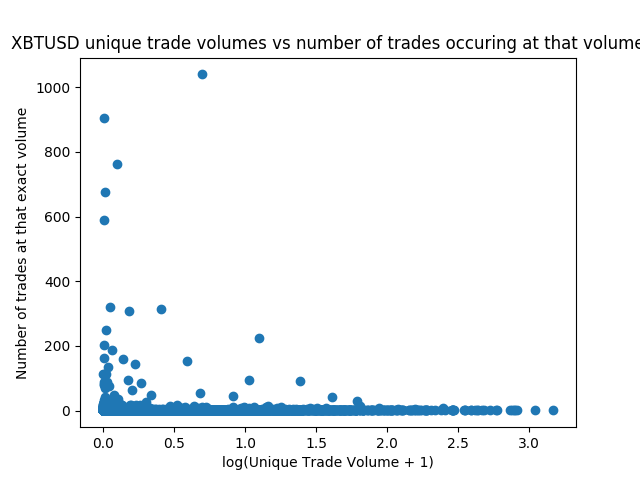 XBTUSD unique trade volumes vs number of trades occuring at that volume
Number of trades at that exact volume
1000
800
600
400
200
0
0.0 0.5 1.0 1.5 2.0 2.5 3.0
log(Unique Trade Volume + 1)